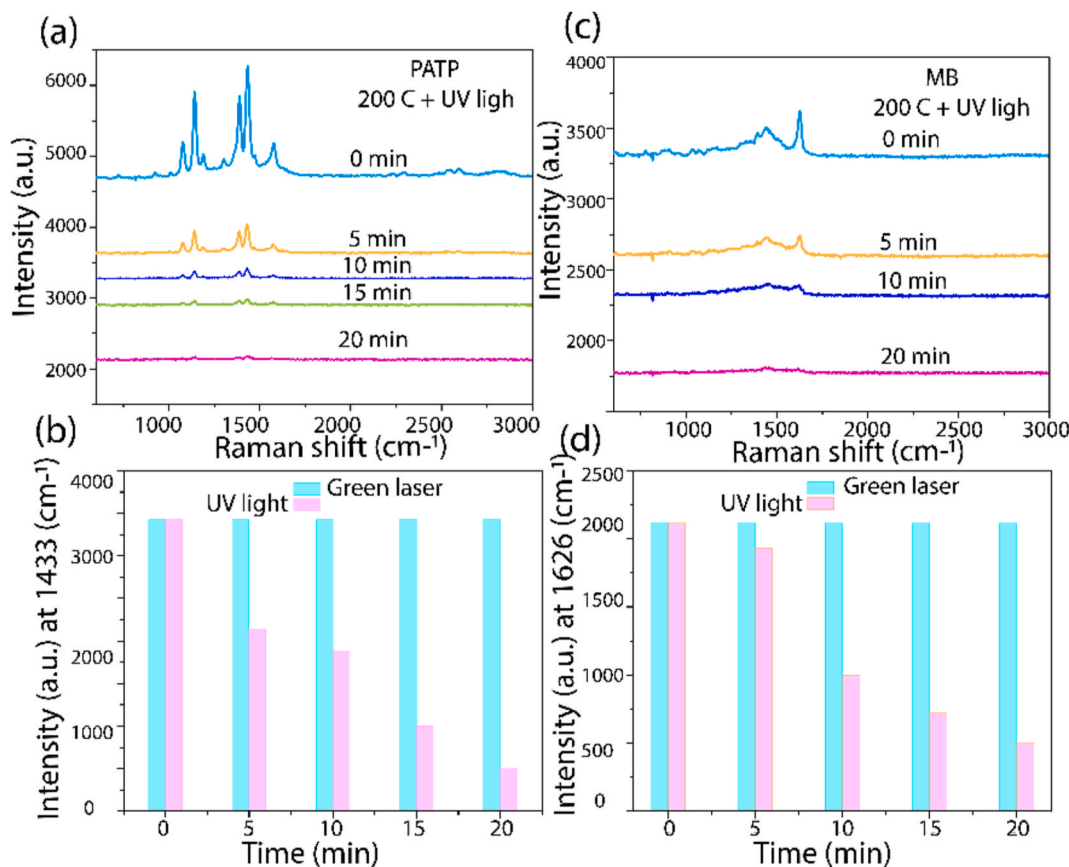 (a)
PATP
200 C + UV ligh
0 min
5 min
10 min
15 min
20 min
6000
5000
4000
3000
2000
Intensity (a.u.)
1000 1500 2000 2500 3000
Raman shift (cm-1)
(c)
MB
200 C + UV ligh
0 min
5 min
10 min
20 min
4000
3500
3000
2500
2000
Intensity (a.u.)
1000 1500 2000 2500 3000
Raman shift (cm-1)
(b)
Green laser
UV light
4000
3000
2000
1000
0
Intensity (a.u.) at 1433 (cm-1)
0 5 10 15 20
Time (min)
(d)
Green laser
UV light
2500
2000
1500
1000
500
0
Intensity (a.u.) at 1626 (cm-1)
0 5 10 15 20
Time (min)